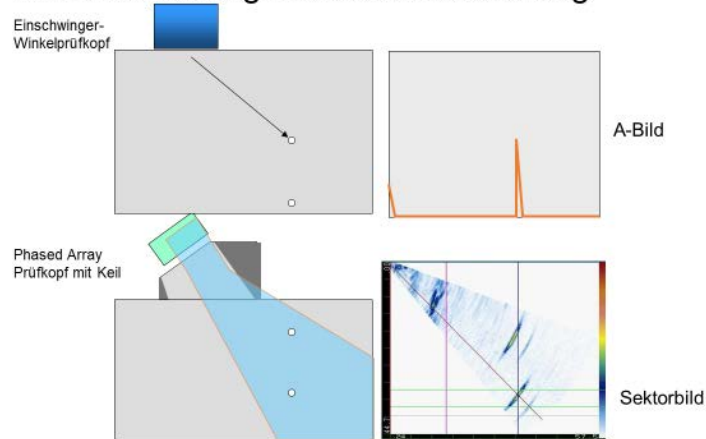 Einschwinger-
Winkelprüfkopf
A-Bild
Phased Array
Prüfkopf mit Keil
Sektorbild